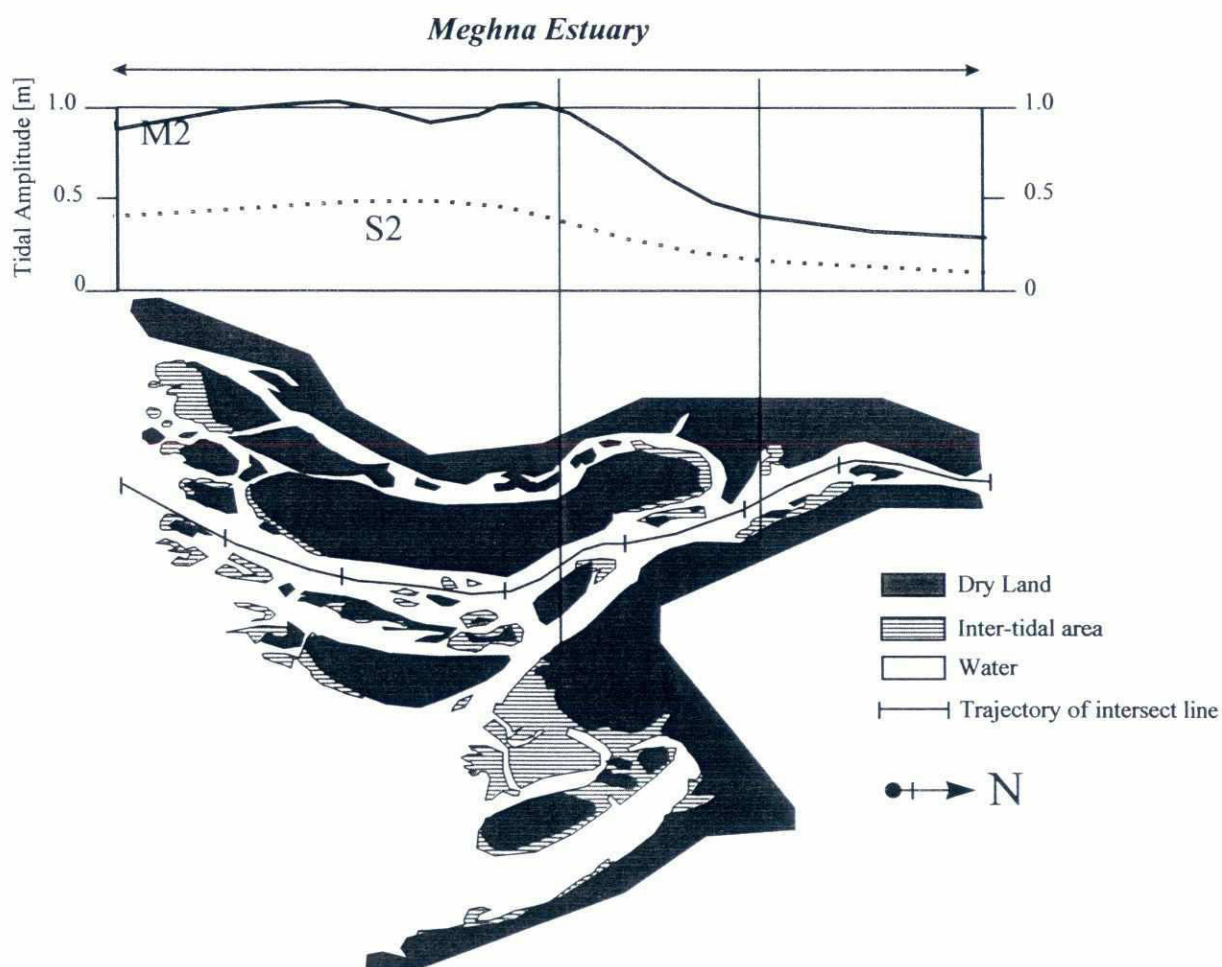 Meghna Estuary
Tidal Amplitude [m]
1.0
0.5
0
M2
S2
1.0
0.5
0
Dry Land
Inter-tidal area
Water
Trajectory of intersect line
N